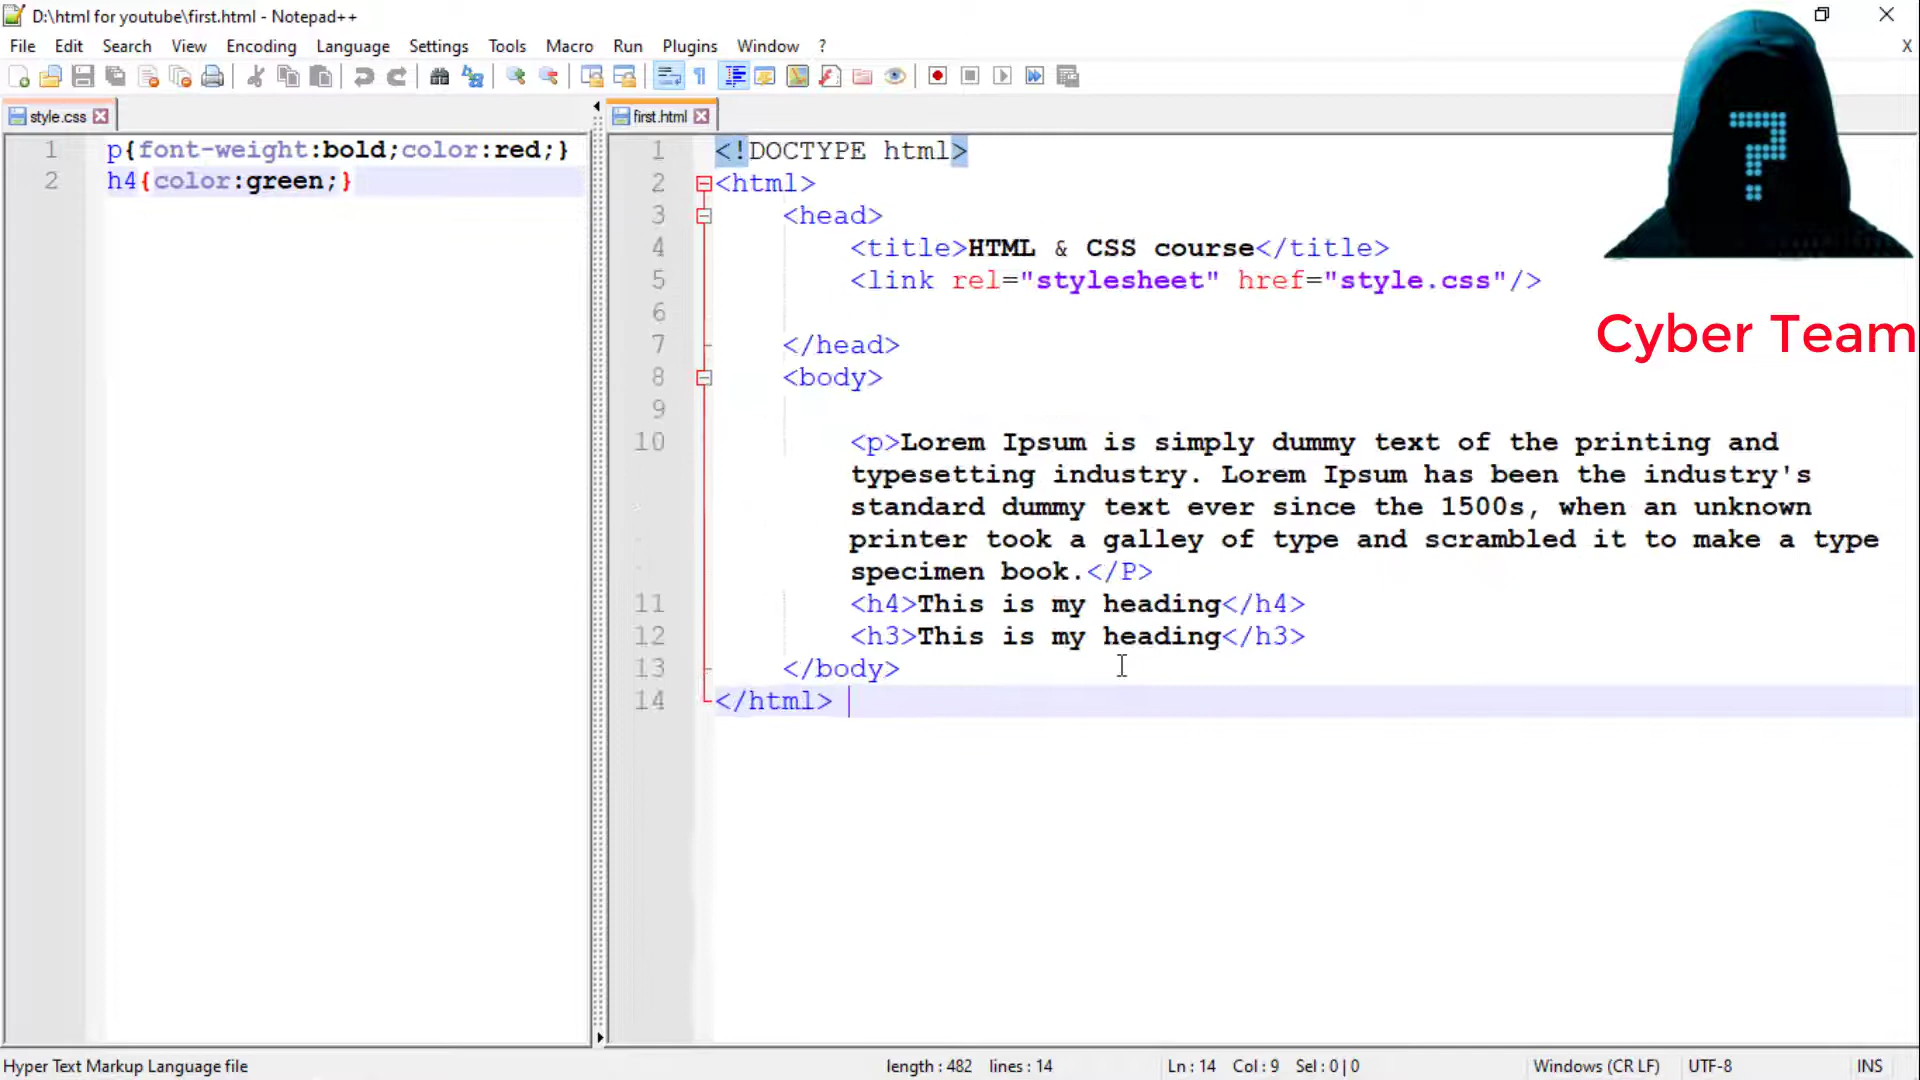 D:\html for youtube\first.html - Notepad++
File Edit Search View Encoding Language Settings Tools Macro Run Plugins Window ?
X
style.css
first.html
1 p{font-weight:bold;color:red;}
2 h4{color:green;}
1 <!DOCTYPE html>
2 <html>
3 <head>
4 <title>HTML & CSS course</title>
5 <link rel="stylesheet" href="style.css"/>
6
7 </head>
8 <body>
9
10 <p>Lorem Ipsum is simply dummy text of the printing and
typesetting industry. Lorem Ipsum has been the industry's
standard dummy text ever since the 1500s, when an unknown
printer took a galley of type and scrambled it to make a type
specimen book.</P>
11 <h4>This is my heading</h4>
12 <h3>This is my heading</h3>
13 </body>
14 </html>
?
Cyber Team
Hyper Text Markup Language file length : 482 lines : 14 Ln : 14 Col : 9 Sel : 0 | 0 Windows (CR LF) UTF-8 INS